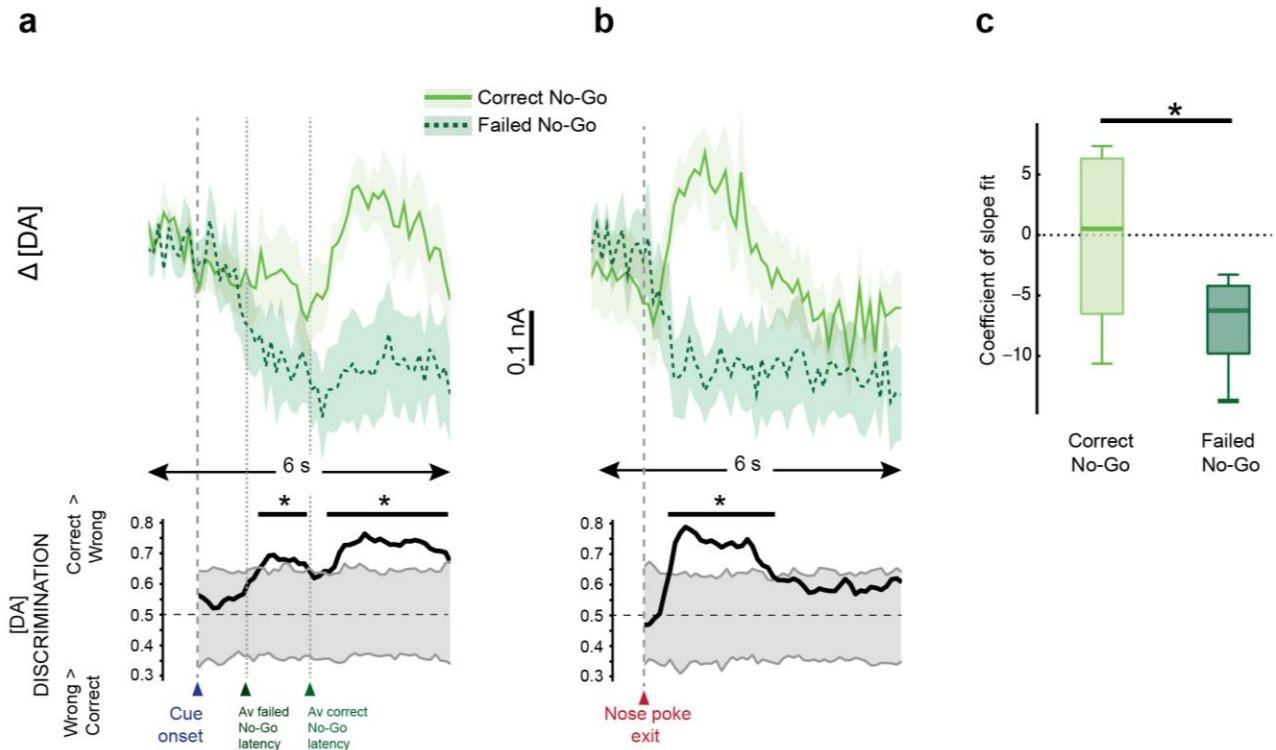 a
b
c
Correct No-Go
Failed No-Go
Δ [DA]
0.1 nA
6 s
6 s
*
Coefficient of slope fit
5
0
−5
−10
Correct
No-Go
Failed
No-Go
[DA]
DISCRIMINATION
Correct >
Wrong
Wrong >
Correct
0.8
0.7
0.6
0.5
0.4
0.3
*
*
Cue
onset
Av failed
No-Go
latency
Av correct
No-Go
latency
0.8
0.7
0.6
0.5
0.4
0.3
*
Nose poke
exit